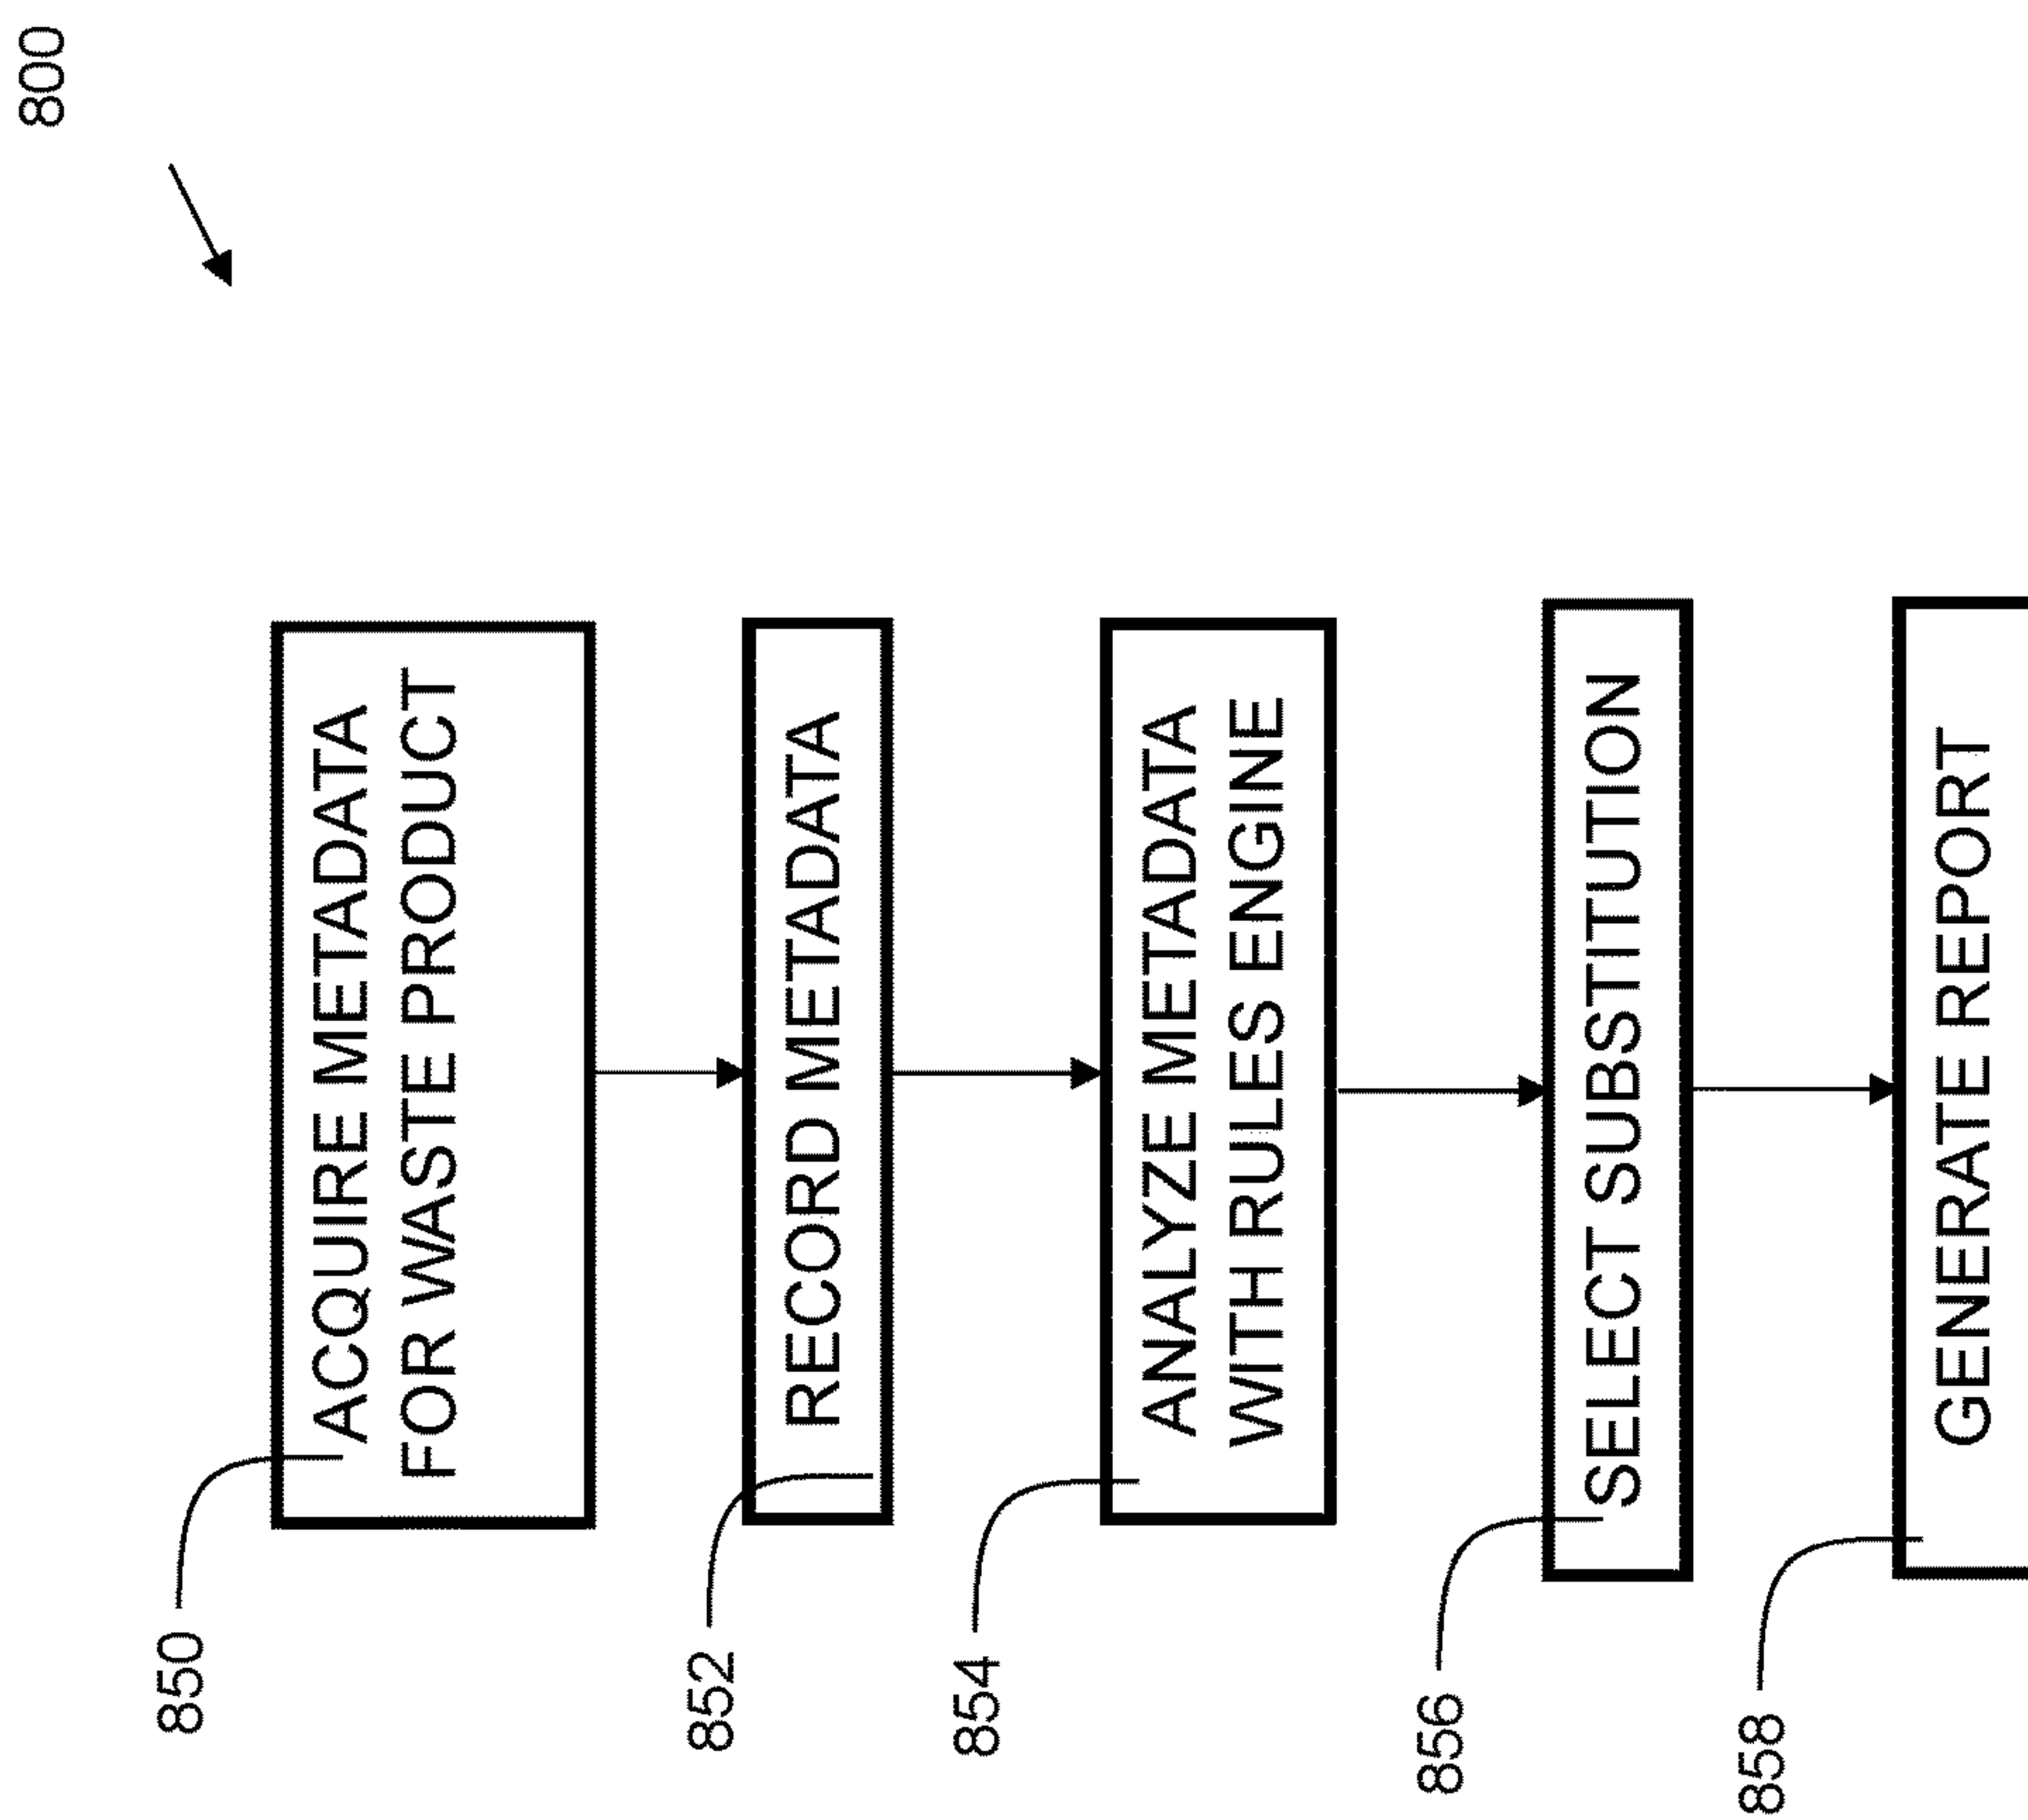 800
850
ACQUIRE METADATA
FOR WASTE PRODUCT
852
RECORD METADATA
854
ANALYZE METADATA
WITH RULES ENGINE
856
SELECT SUBSTITUTION
858
GENERATE REPORT